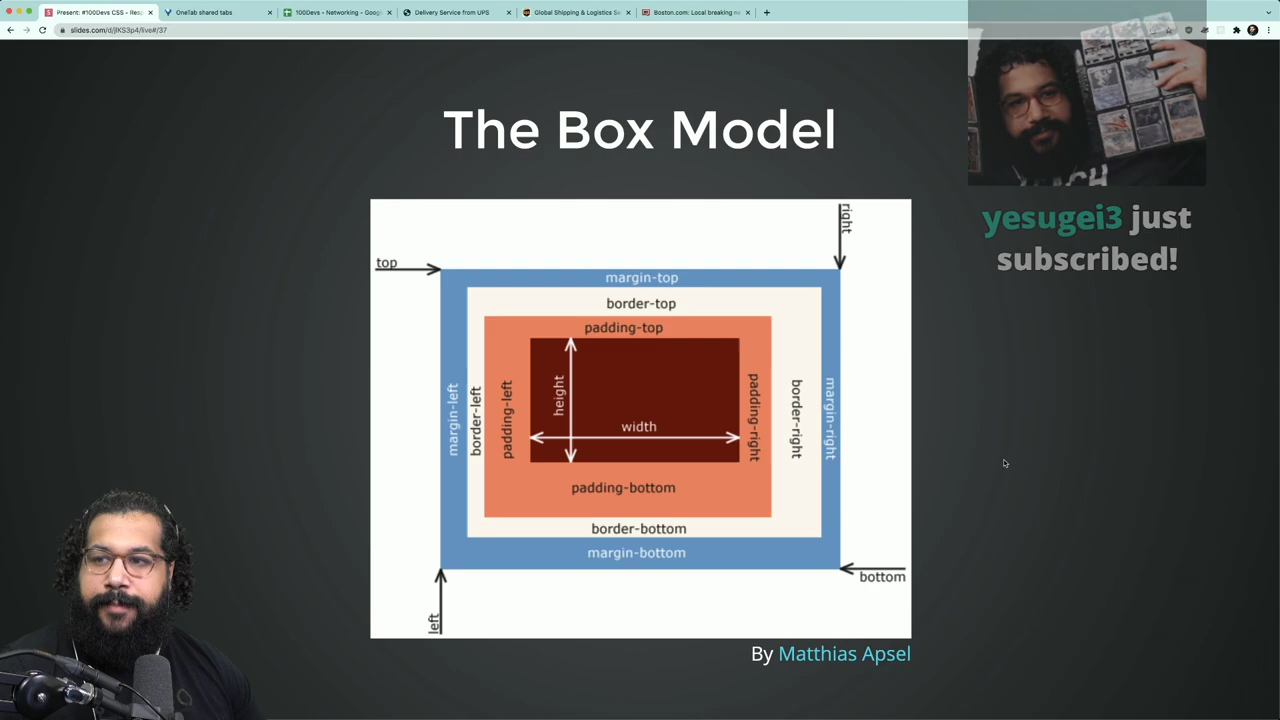 Present: #100Devs CSS - Res
OneTab shared tabs
100Devs - Networking - Goog
Delivery Service from UPS
Global Shipping & Logistics Se
Boston.com: Local breaking ne
slides.com/d/jIKS3p4/live#/37
The Box Model
yesugei3 just
subscribed!
right
top
margin-top
border-top
padding-top
margin-left
border-left
padding-left
height
width
padding-right
border-right
margin-right
padding-bottom
border-bottom
margin-bottom
bottom
left
By Matthias Apsel